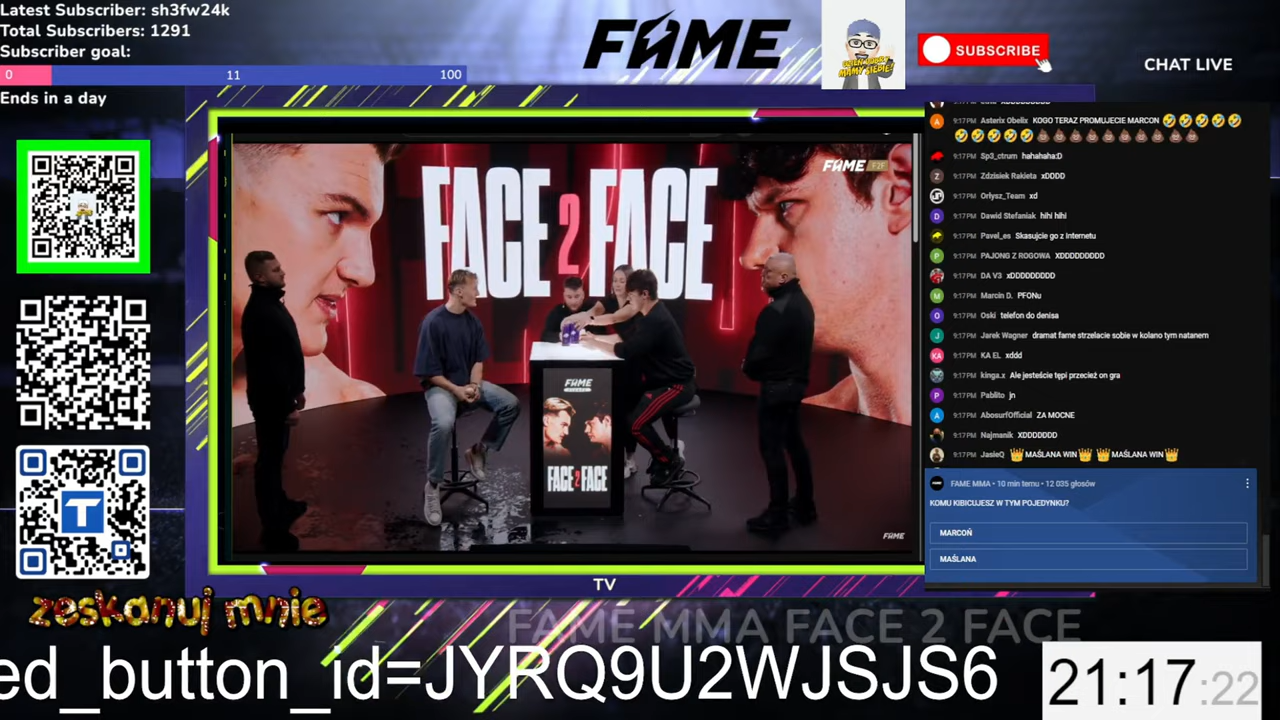 Latest Subscriber: sh3fw24k
Total Subscribers: 1291
Subscriber goal:
0 11 100
Ends in a day
FAME
DZIEŃ DOBRY
MAMY CIEBIE!
SUBSCRIBE
CHAT LIVE
9:17PM Asterix Obelix KOGO TERAZ PROMUJECIE MARCON 🤣🤣🤣🤣🤣
🤣🤣🤣🤣🤣💩💩💩💩💩💩💩💩💩💩
9:17PM Sp3_ctrum hahahaha:D
9:17PM Zdzisiek Rakieta xDDDD
9:17PM Orłysz_Team xd
9:17PM Dawid Stefaniak hihi hihi
9:17PM Pavel_es Skasujcie go z Internetu
9:17PM PAJONG Z ROGOWA XDDDDDDDDD
9:17PM DA V3 xDDDDDDDDD
9:17PM Marcin D. PFONu
9:17PM Oski telefon do denisa
9:17PM Jarek Wagner dramat fame strzelacie sobie w kolano tym natanem
9:17PM KA EL xddd
9:17PM kinga.x Ale jesteście tępi przecież on gra
9:17PM Pablito jn
9:17PM AbosurfOfficial ZA MOCNE
9:17PM Najmanik XDDDDDDD
9:17PM JasieQ 👑MAŚLANA WIN👑 👑MAŚLANA WIN👑
FAME MMA • 10 min temu • 12 035 głosów
KOMU KIBICUJESZ W TYM POJEDYNKU?
MARCOŃ
MAŚLANA
FAME F2F
FACE 2 FACE
FAME
FACE 2 FACE
FAME
T
zeskanuj mnie
TV
FAME MMA FACE 2 FACE
ed_button_id=JYRQ9U2WJSJS6
21:17:22